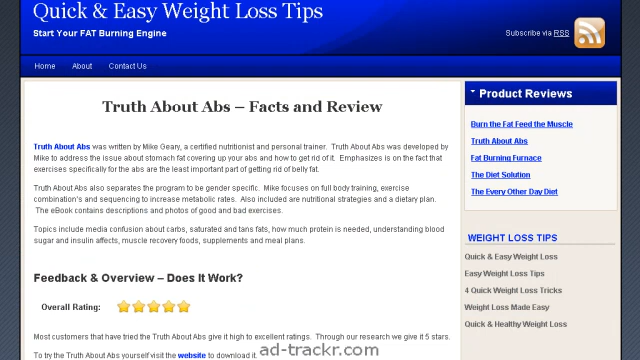 Quick & Easy Weight Loss Tips
Start Your FAT Burning Engine
Subscribe via RSS
Home About Contact Us
Truth About Abs – Facts and Review
Truth About Abs was written by Mike Geary, a certified nutritionist and personal trainer. Truth About Abs was developed by
Mike to address the issue about stomach fat covering up your abs and how to get rid of it. Emphasizes is on the fact that
exercises specifically for the abs are the least important part of getting rid of belly fat.
Truth About Abs also separates the program to be gender specific. Mike focuses on full body training, exercise
combination's and sequencing to increase metabolic rates. Also included are nutritional strategies and a dietary plan.
The eBook contains descriptions and photos of good and bad exercises.
Topics include media confusion about carbs, saturated and tans fats, how much protein is needed, understanding blood
sugar and insulin affects, muscle recovery foods, supplements and meal plans.
Feedback & Overview – Does It Work?
Overall Rating:
Most customers that have tried the Truth About Abs give it high to excellent ratings. Through our research we give it 5 stars.
To try the Truth About Abs yourself visit the website to download it.
Product Reviews
Burn the Fat Feed the Muscle
Truth About Abs
Fat Burning Furnace
The Diet Solution
The Every Other Day Diet
WEIGHT LOSS TIPS
Quick & Easy Weight Loss
Easy Weight Loss Tips
4 Quick Weight Loss Tricks
Weight Loss Made Easy
Quick & Healthy Weight Loss
ad-trackr.com